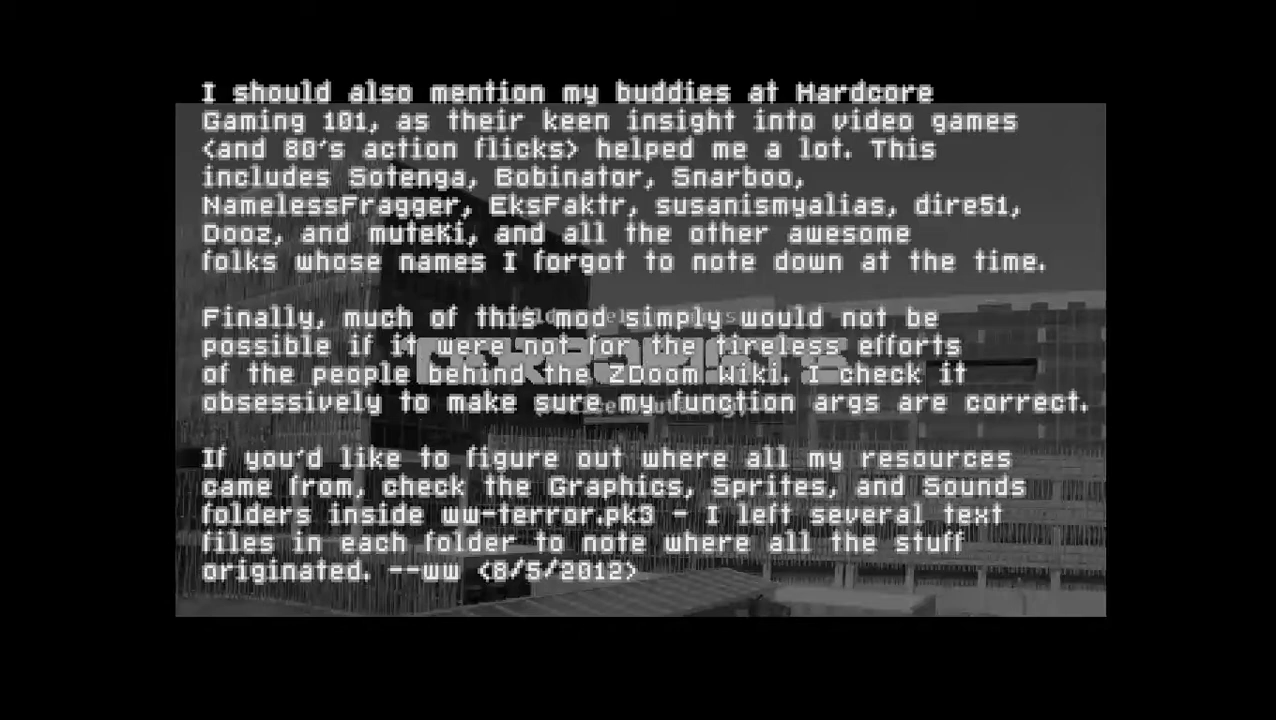 I should also mention my buddies at Hardcore
Gaming 101, as their keen insight into video games
(and 80's action flicks) helped me a lot. This
includes Sotenga, Bobinator, Snarboo,
NamelessFragger, EksFaktr, susanismyalias, dire51,
Dooz, and muteKi, and all the other awesome
folks whose names I forgot to note down at the time.
Finally, much of this mod simply would not be
possible if it were not for the tireless efforts
of the people behind the ZDoom Wiki. I check it
obsessively to make sure my function args are correct.
If you'd like to figure out where all my resources
came from, check the Graphics, Sprites, and Sounds
folders inside ww-terror.pk3 - I left several text
files in each folder to note where all the stuff
originated. --ww (8/5/2012)